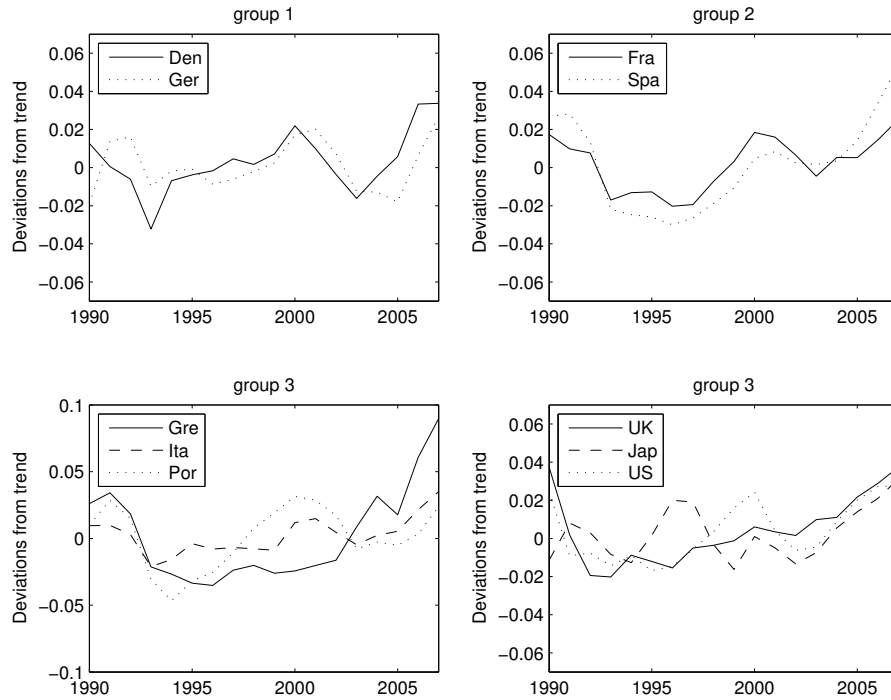 group 1
Deviations from trend
0.06
0.04
0.02
0
−0.02
−0.04
−0.06
Den
Ger
1990
1995
2000
2005
group 2
Deviations from trend
0.06
0.04
0.02
0
−0.02
−0.04
−0.06
Fra
Spa
1990
1995
2000
2005
group 3
Deviations from trend
0.1
0.05
0
−0.05
−0.1
Gre
Ita
Por
1990
1995
2000
2005
group 3
Deviations from trend
0.06
0.04
0.02
0
−0.02
−0.04
−0.06
UK
Jap
US
1990
1995
2000
2005